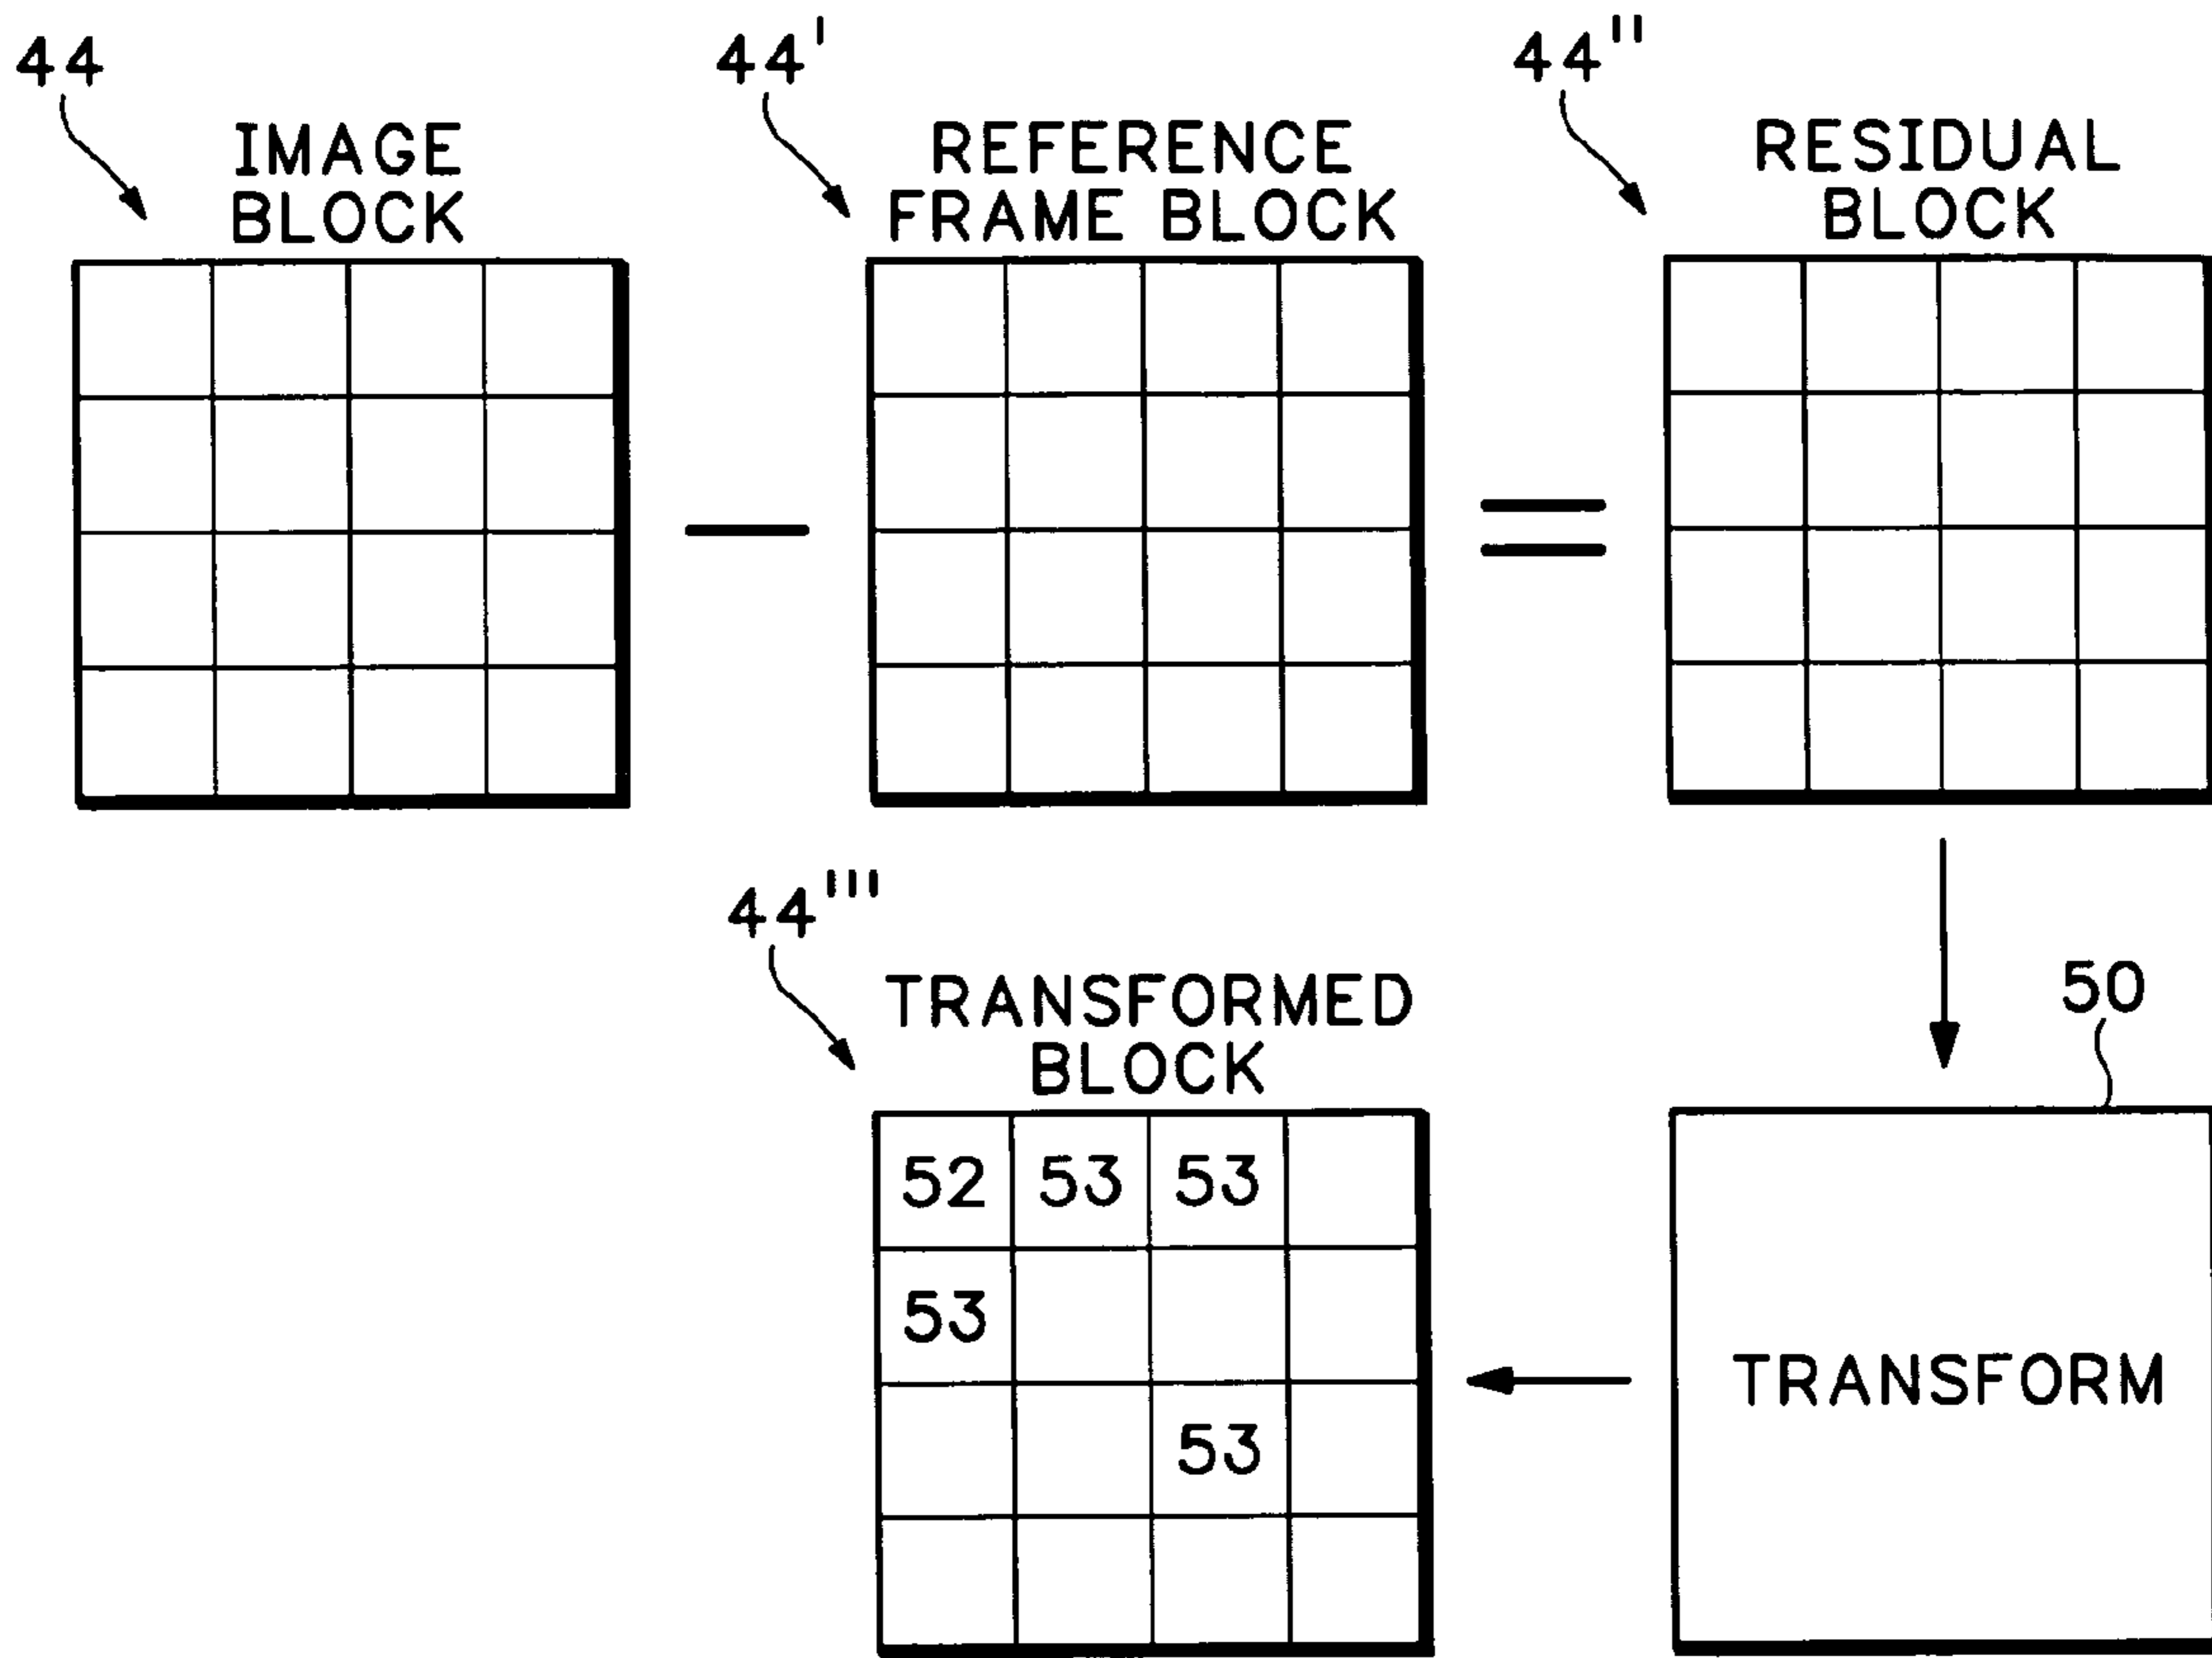 44
IMAGE
BLOCK
44'
REFERENCE
FRAME BLOCK
44"
RESIDUAL
BLOCK
44'''
TRANSFORMED
BLOCK
52 53 53
53
53
50
TRANSFORM